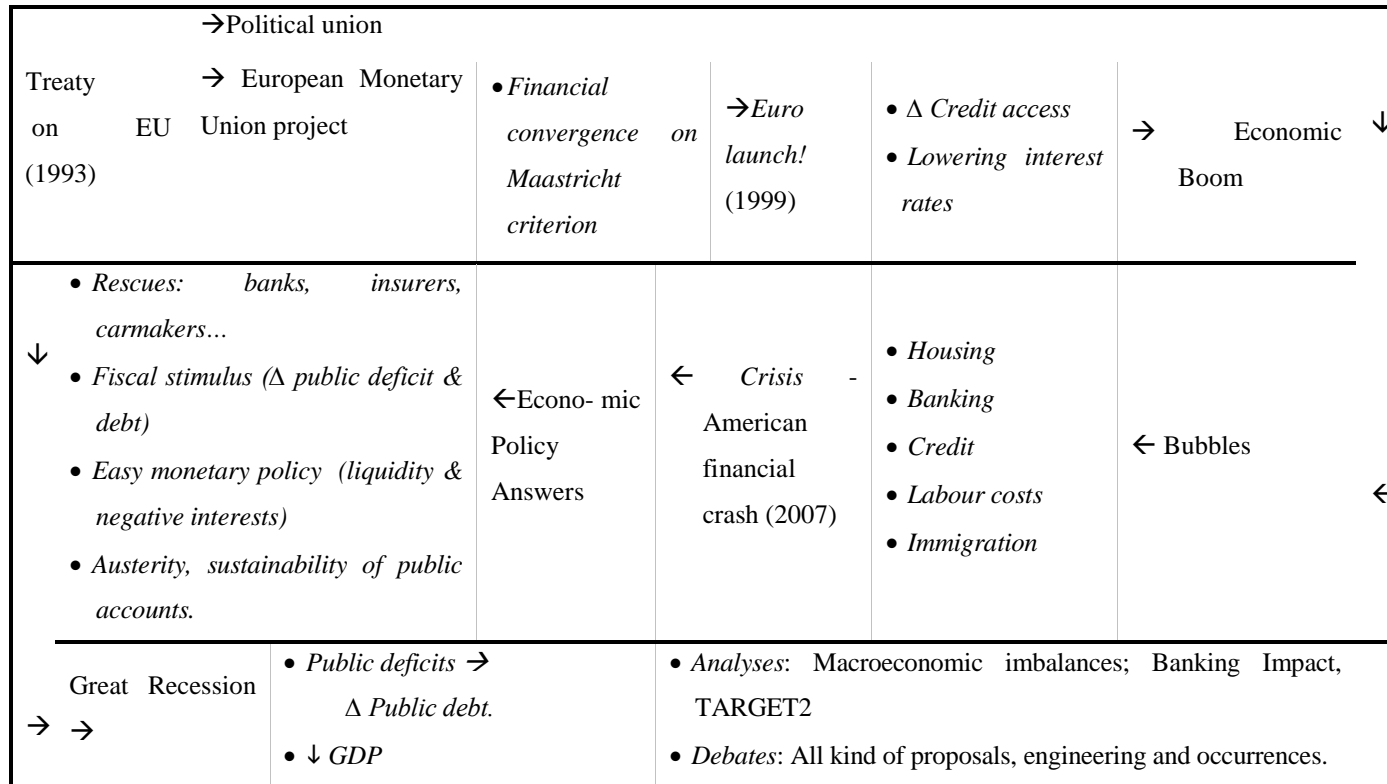 →Political union
Treaty on EU (1993)
→ European Monetary
Union project
• Financial
convergence on
Maastricht
criterion
→Euro
launch!
(1999)
• Δ Credit access
• Lowering interest
rates
→ Economic
Boom
↓
↓
• Rescues: banks, insurers,
carmakers…
• Fiscal stimulus (Δ public deficit &
debt)
• Easy monetary policy (liquidity &
negative interests)
• Austerity, sustainability of public
accounts.
←Econo- mic
Policy
Answers
← Crisis -
American
financial
crash (2007)
• Housing
• Banking
• Credit
• Labour costs
• Immigration
← Bubbles
←
→
Great Recession
→
• Public deficits →
Δ Public debt.
• ↓ GDP
• Analyses: Macroeconomic imbalances; Banking Impact,
TARGET2
• Debates: All kind of proposals, engineering and occurrences.